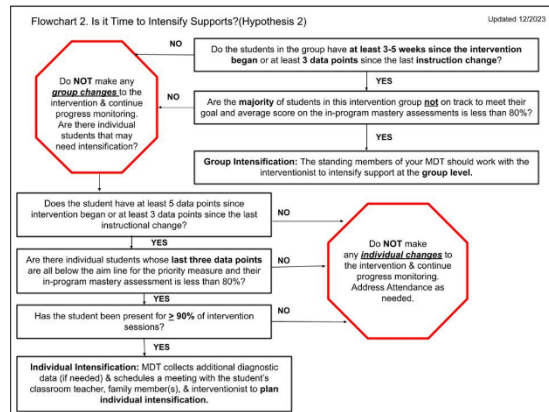 Flowchart 2. Is it Time to Intensify Supports?(Hypothesis 2)
Updated 12/2023
NO
Do the students in the group have at least 3-5 weeks since the intervention
began or at least 3 data points since the last instruction change?
YES
Do NOT make any
group changes to the
intervention & continue
progress monitoring.
Are there individual
students that may
need intensification?
NO
Are the majority of students in this intervention group not on track to meet their
goal and average score on the in-program mastery assessments is less than 80%?
YES
Group Intensification: The standing members of your MDT should work with the
interventionist to intensify support at the group level.
Does the student have at least 5 data points since
intervention began or at least 3 data points since the last
instructional change?
NO
YES
Are there individual students whose last three data points
are all below the aim line for the priority measure and their
in-program mastery assessment is less than 80%?
NO
Do NOT make
any individual changes to
the intervention & continue
progress monitoring.
Address Attendance as
needed.
YES
Has the student been present for ≥ 90% of intervention
sessions?
NO
YES
Individual Intensification: MDT collects additional diagnostic
data (if needed) & schedules a meeting with the student's
classroom teacher, family member(s), & interventionist to plan
individual intensification.